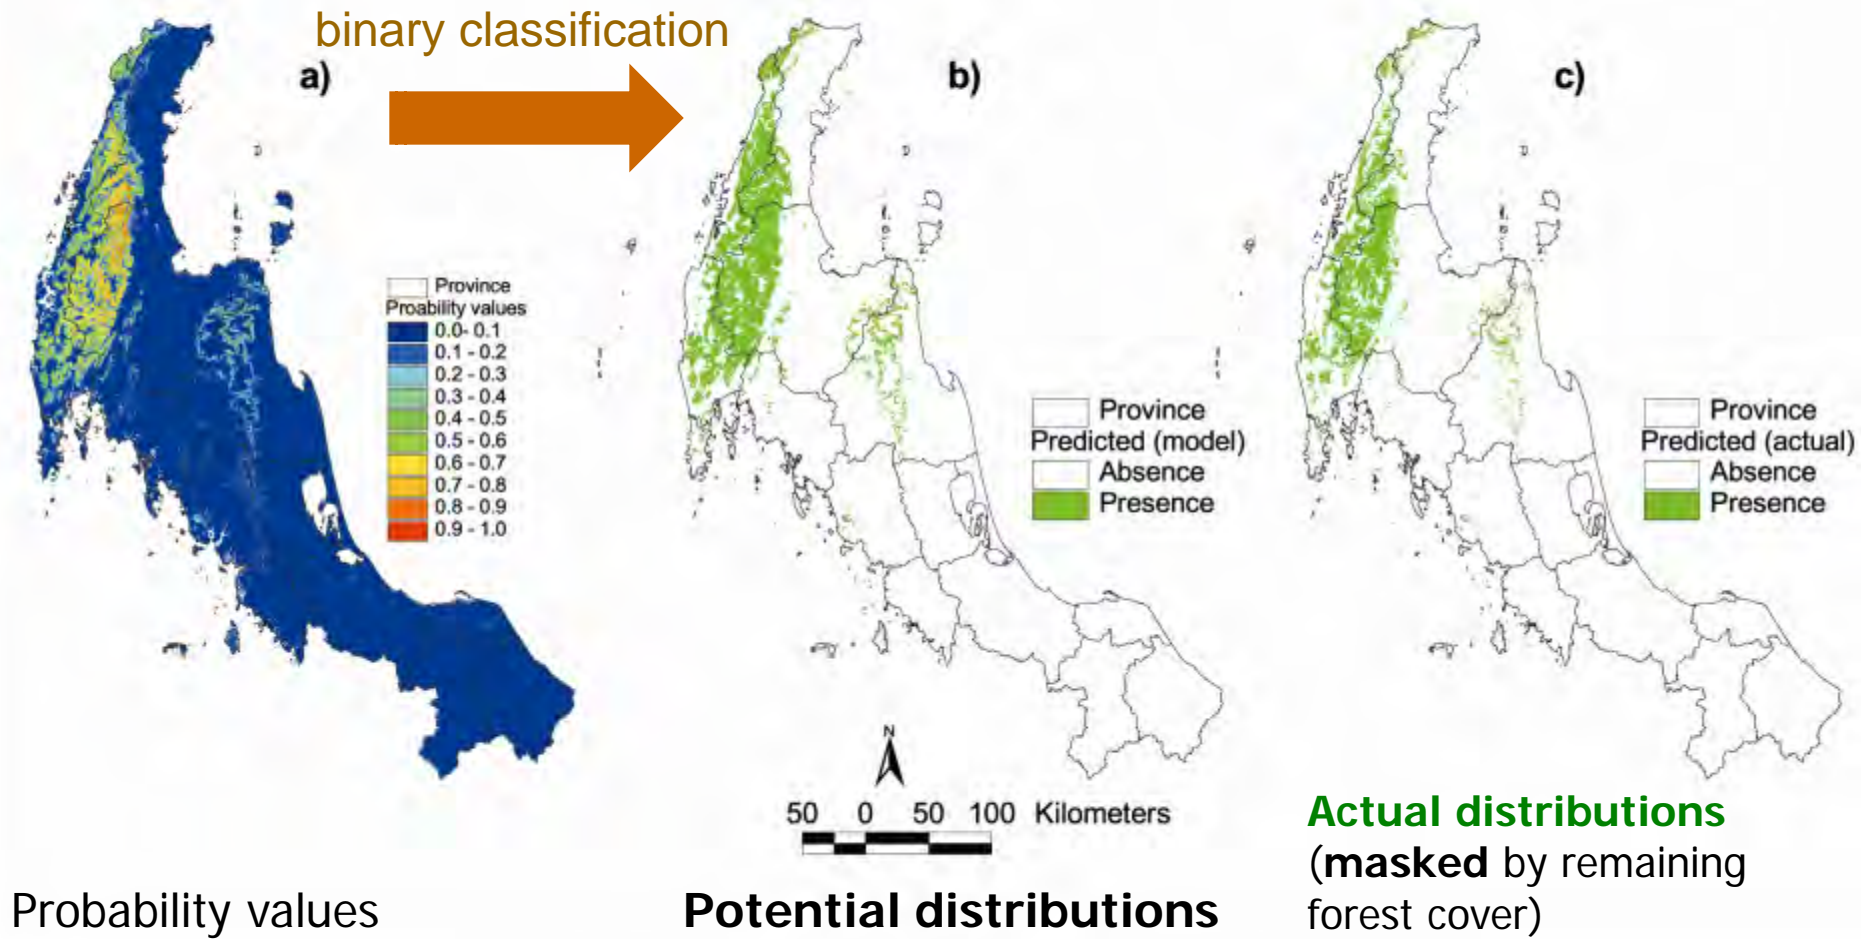 binary classification
a)
b)
c)
Province
Proability values
0.0- 0.1
0.1 - 0.2
0.2 - 0.3
0.3 - 0.4
0.4 - 0.5
0.5 - 0.6
0.6 - 0.7
0.7 - 0.8
0.8 - 0.9
0.9 - 1.0
Province
Predicted (model)
Absence
Presence
Province
Predicted (actual)
Absence
Presence
N
50 0 50 100 Kilometers
Probability values
Potential distributions
Actual distributions
(masked by remaining
forest cover)